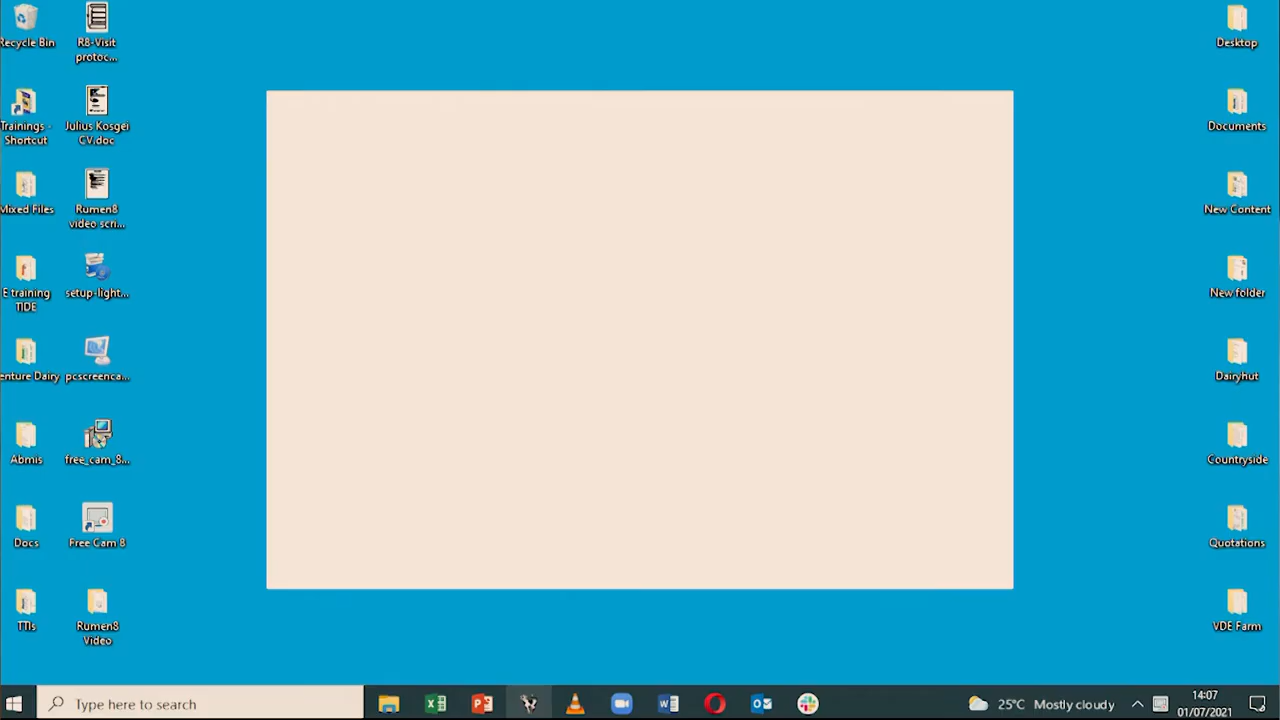 Recycle Bin
R8-Visit
protoc...
Desktop
Trainings -
Shortcut
Julius Kosgei
CV.doc
Documents
Mixed Files
Rumen8
video scri...
New Content
E training
TIDE
setup-light...
New folder
enture Dairy
pcscreenca...
Dairyhut
Abmis
free_cam_8...
Countryside
Docs
Free Cam 8
Quotations
TTIs
Rumen8
Video
VDE Farm
Type here to search
25°C Mostly cloudy
14:07
01/07/2021